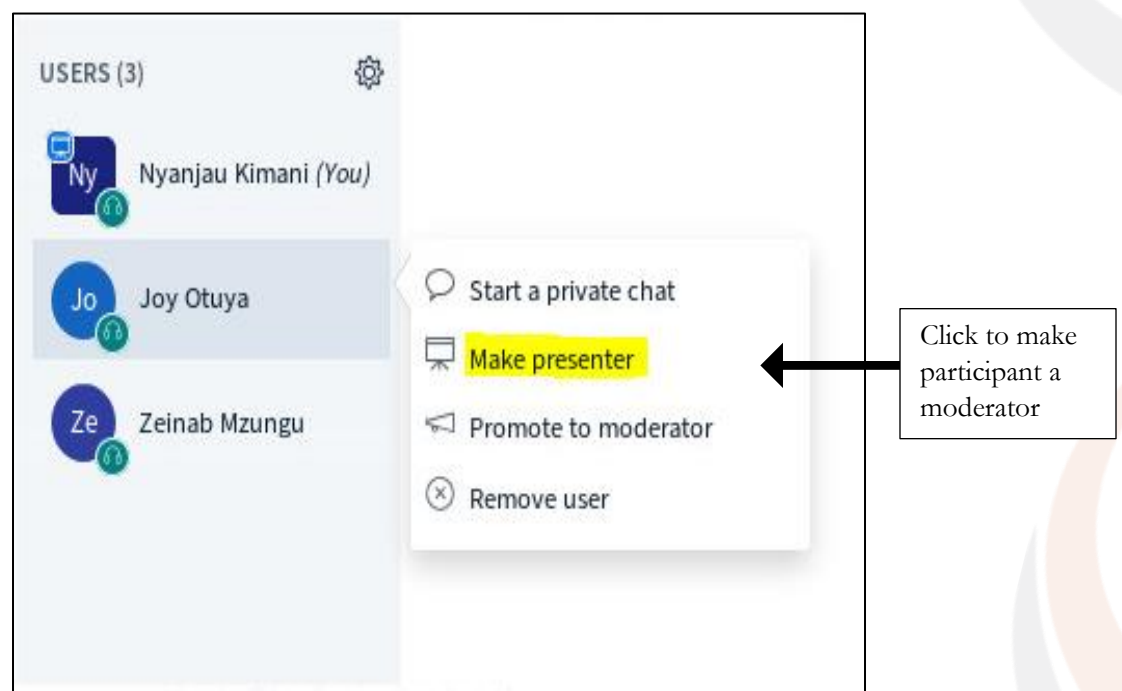 USERS (3)
Ny
Nyanjau Kimani (You)
Jo
Joy Otuya
Ze
Zeinab Mzungu
Start a private chat
Make presenter
Promote to moderator
Remove user
Click to make
participant a
moderator